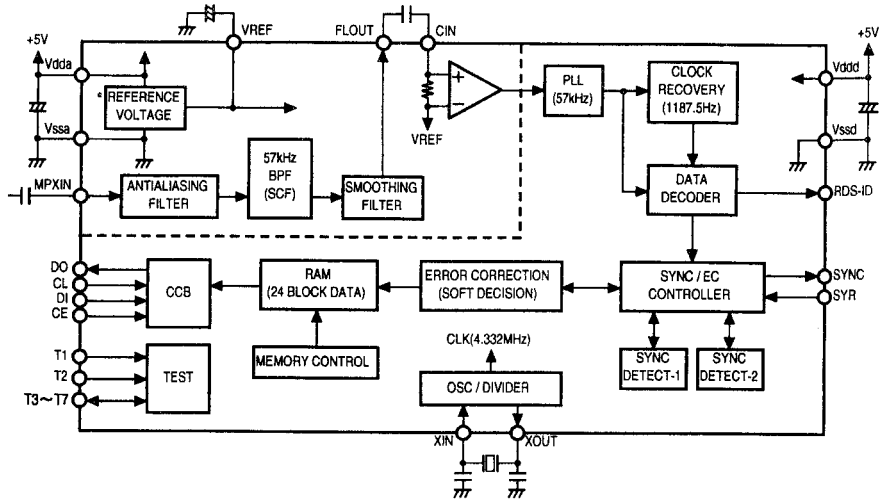 +5V
VREF
FLOUT
CIN
+5V
Vdda
REFERENCE
VOLTAGE
Vssa
+
−
VREF
PLL
(57kHz)
CLOCK
RECOVERY
(1187.5Hz)
Vddd
Vssd
MPXIN
ANTIALIASING
FILTER
57kHz
BPF
(SCF)
SMOOTHING
FILTER
DATA
DECODER
RDS-ID
DO
CL
DI
CE
CCB
RAM
(24 BLOCK DATA)
ERROR CORRECTION
(SOFT DECISION)
SYNC / EC
CONTROLLER
SYNC
SYR
T1
T2
T3～T7
TEST
MEMORY CONTROL
CLK(4.332MHz)
OSC / DIVIDER
SYNC
DETECT-1
SYNC
DETECT-2
XIN
XOUT